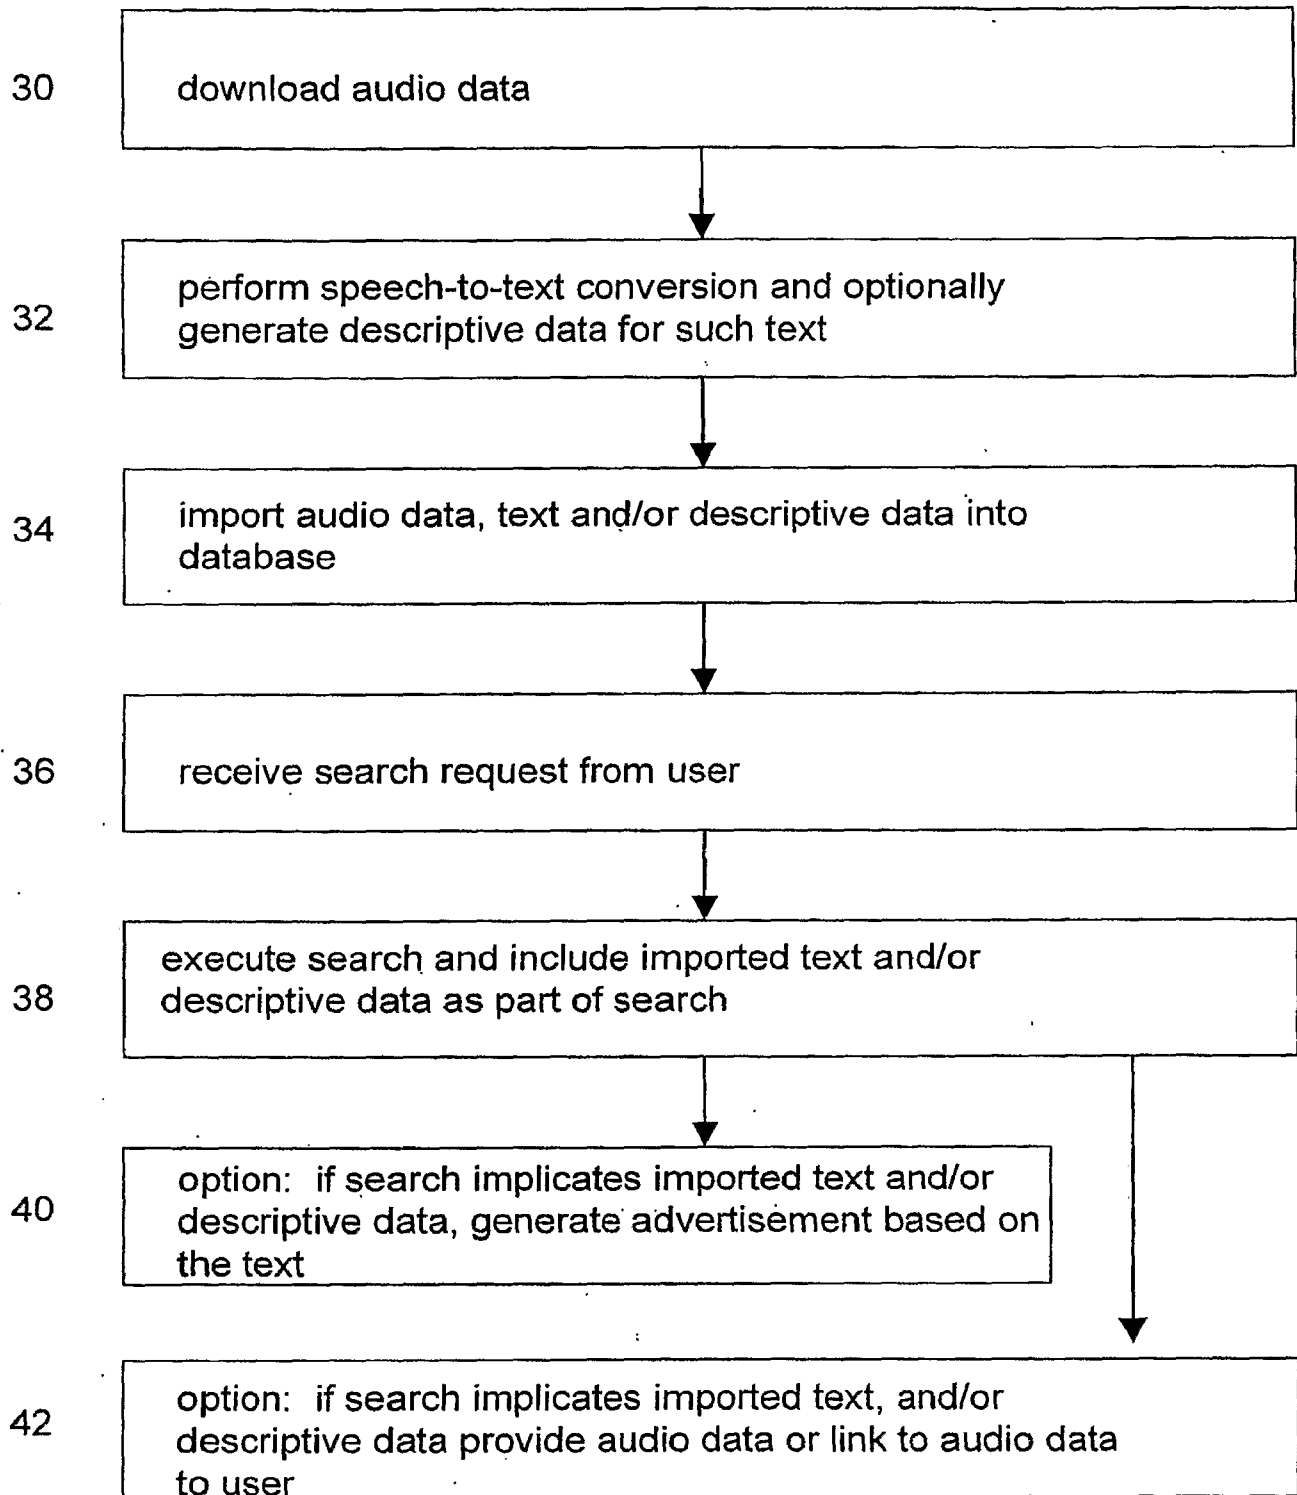 30
download audio data
32
perform speech-to-text conversion and optionally
generate descriptive data for such text
34
import audio data, text and/or descriptive data into
database
36
receive search request from user
38
execute search and include imported text and/or
descriptive data as part of search
40
option: if search implicates imported text and/or
descriptive data, generate advertisement based on
the text
42
option: if search implicates imported text, and/or
descriptive data provide audio data or link to audio data
to user